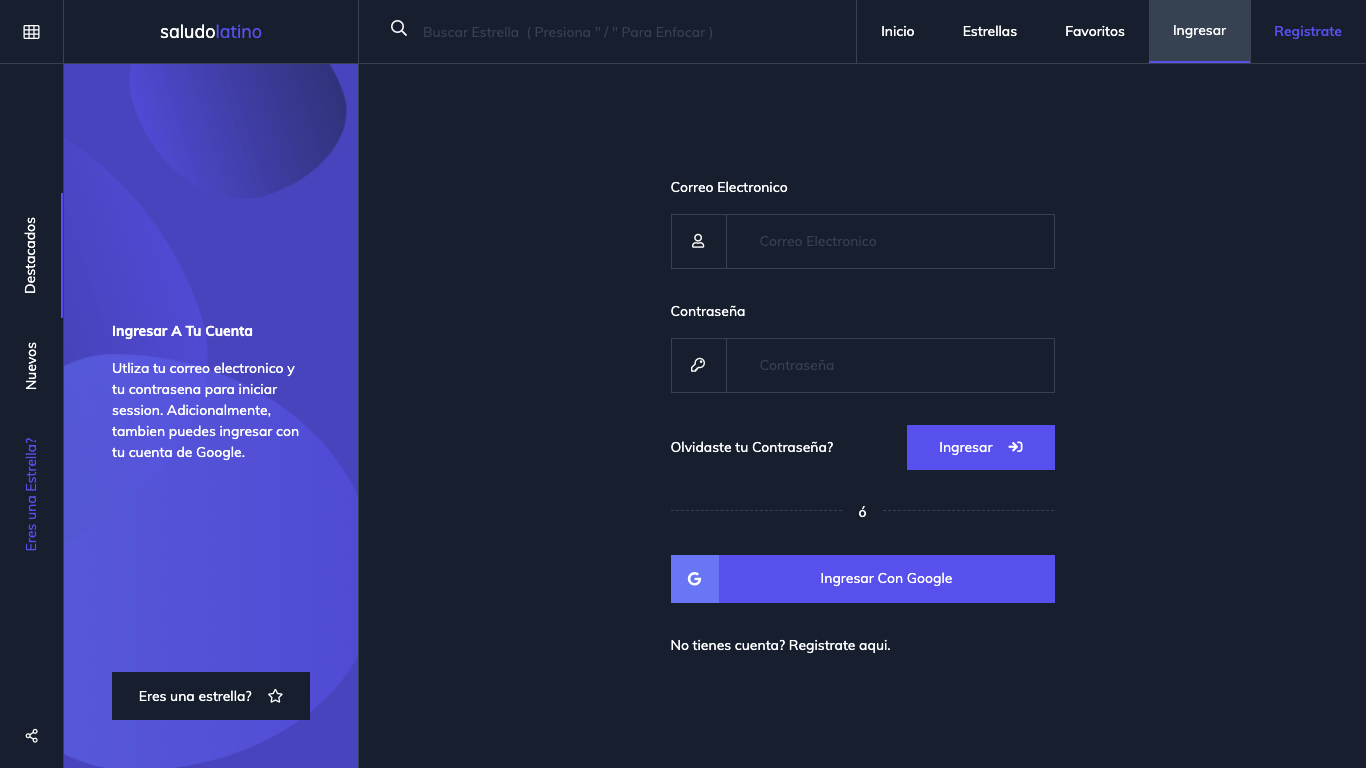 saludolatino
Buscar Estrella ( Presiona " / " Para Enfocar )
Inicio
Estrellas
Favoritos
Ingresar
Registrate
Destacados
Nuevos
Eres una Estrella?
Ingresar A Tu Cuenta
Utliza tu correo electronico y
tu contrasena para iniciar
session. Adicionalmente,
tambien puedes ingresar con
tu cuenta de Google.
Eres una estrella?
Correo Electronico
Correo Electronico
Contraseña
Contraseña
Olvidaste tu Contraseña?
Ingresar
ó
G
Ingresar Con Google
No tienes cuenta? Registrate aqui.